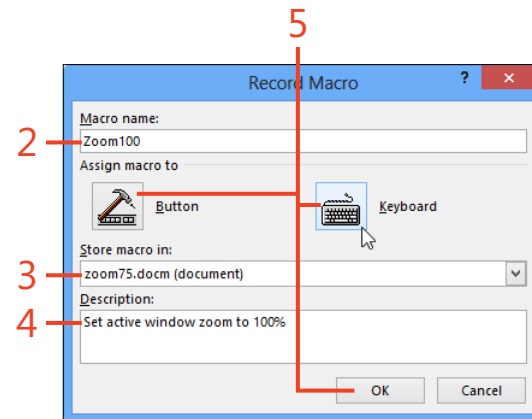 5
Record Macro ?
2
Macro name:
Zoom100
Assign macro to
Button
Keyboard
3
Store macro in:
zoom75.docm (document)
4
Description:
Set active window zoom to 100%
OK Cancel